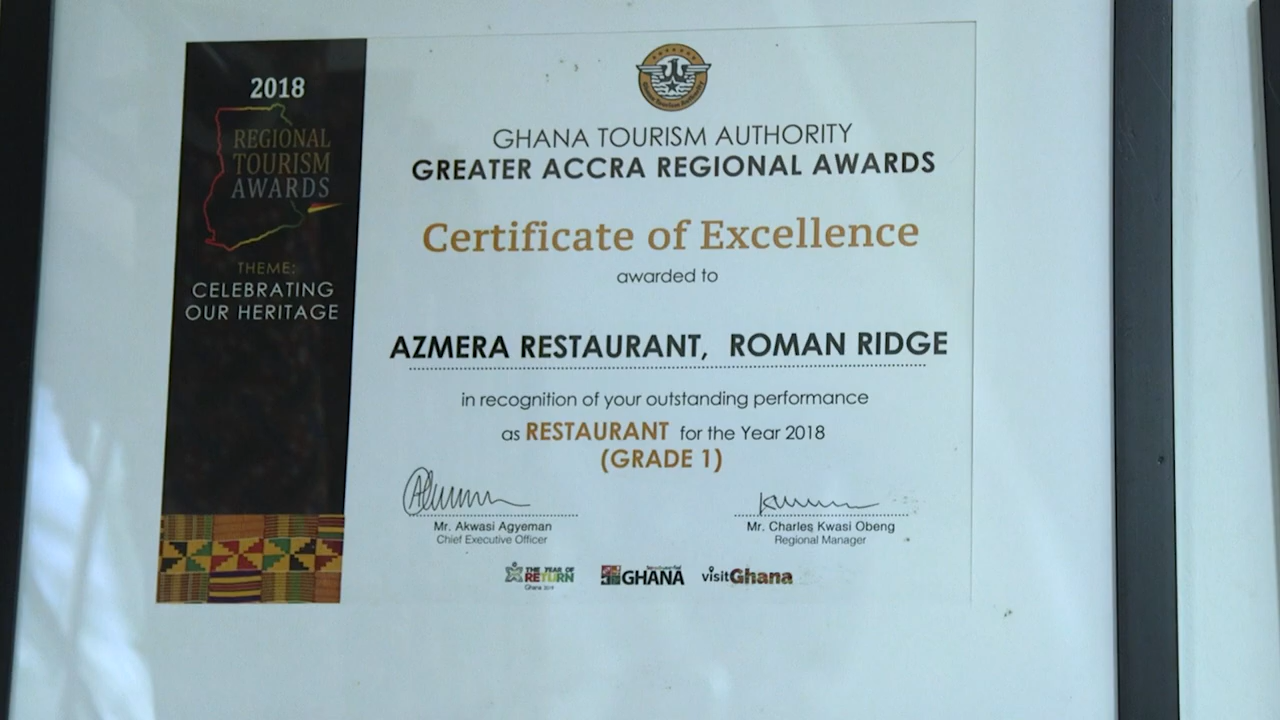 2018
REGIONAL
TOURISM
AWARDS
THEME:
CELEBRATING
OUR HERITAGE
GHANA TOURISM AUTHORITY
GREATER ACCRA REGIONAL AWARDS
Certificate of Excellence
awarded to
AZMERA RESTAURANT, ROMAN RIDGE
in recognition of your outstanding performance
as RESTAURANT for the Year 2018
(GRADE 1)
Mr. Akwasi Agyeman
Chief Executive Officer
Mr. Charles Kwasi Obeng
Regional Manager
THE YEAR OF
RETURN
Ghana 2019
GHANA
visitGhana